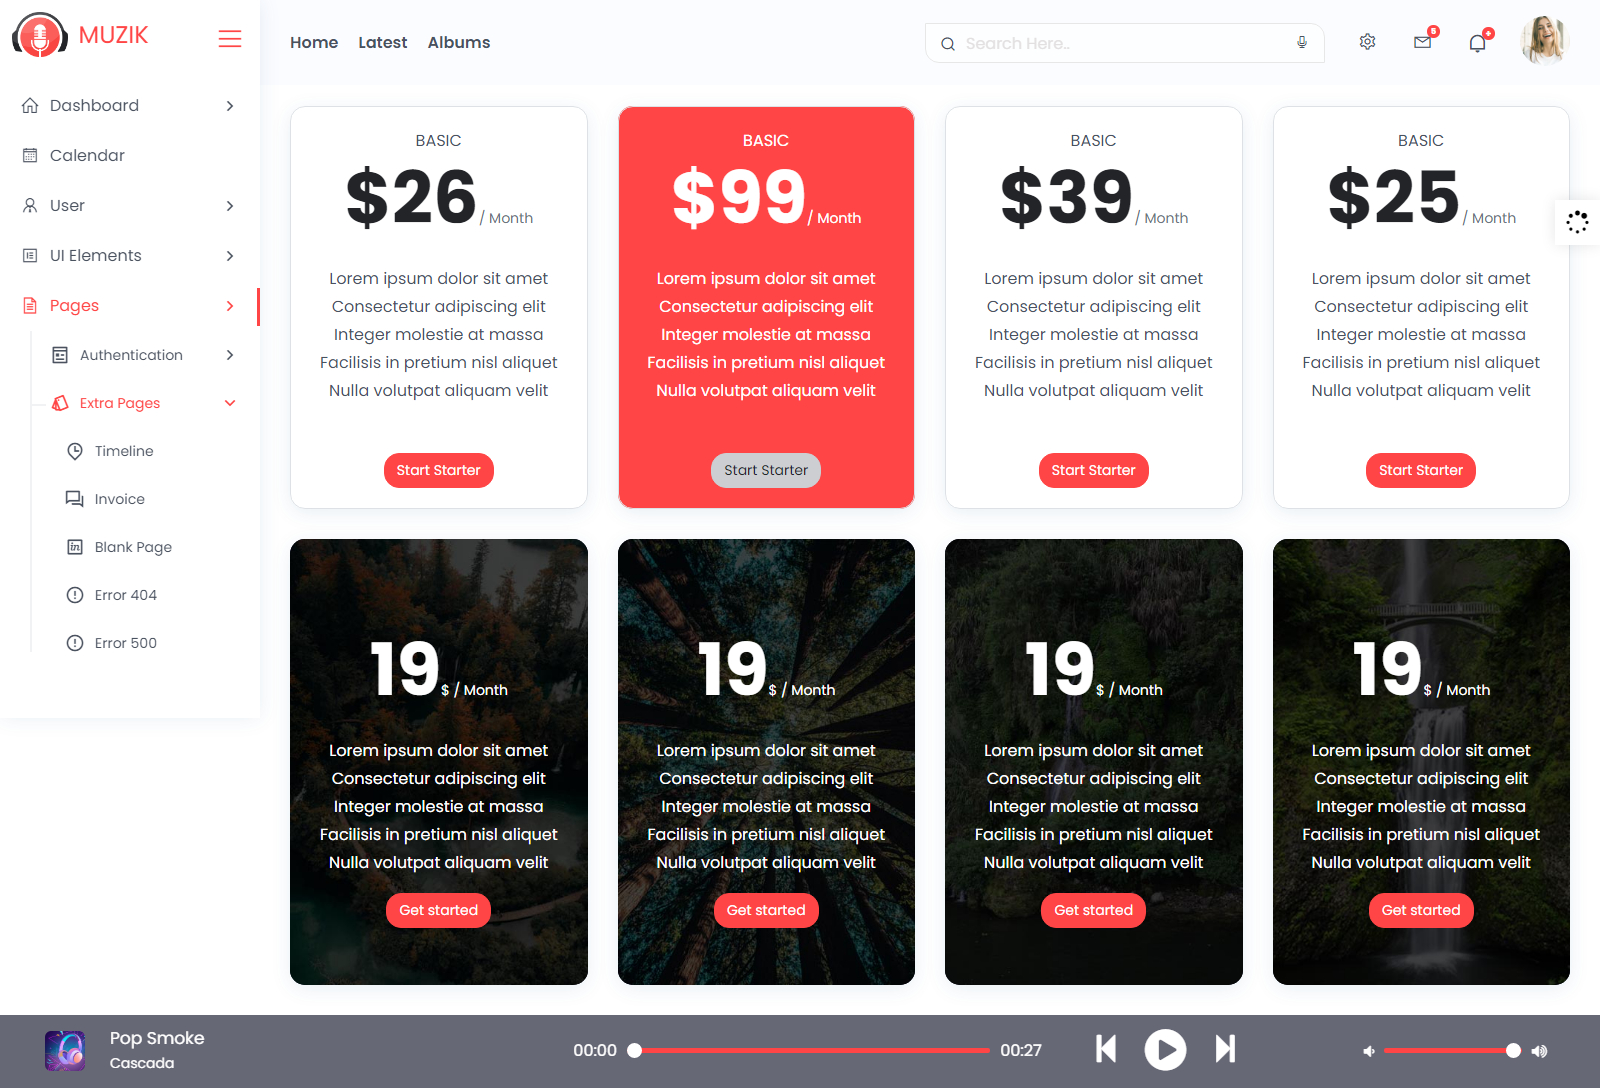 MUZIK
Home Latest Albums
Search Here..
5
Dashboard
Calendar
User
UI Elements
Pages
Authentication
Extra Pages
Timeline
Invoice
Blank Page
Error 404
Error 500
BASIC
$26 / Month
Lorem ipsum dolor sit amet
Consectetur adipiscing elit
Integer molestie at massa
Facilisis in pretium nisl aliquet
Nulla volutpat aliquam velit
Start Starter
BASIC
$99 / Month
Lorem ipsum dolor sit amet
Consectetur adipiscing elit
Integer molestie at massa
Facilisis in pretium nisl aliquet
Nulla volutpat aliquam velit
Start Starter
BASIC
$39 / Month
Lorem ipsum dolor sit amet
Consectetur adipiscing elit
Integer molestie at massa
Facilisis in pretium nisl aliquet
Nulla volutpat aliquam velit
Start Starter
BASIC
$25 / Month
Lorem ipsum dolor sit amet
Consectetur adipiscing elit
Integer molestie at massa
Facilisis in pretium nisl aliquet
Nulla volutpat aliquam velit
Start Starter
19 $ / Month
Lorem ipsum dolor sit amet
Consectetur adipiscing elit
Integer molestie at massa
Facilisis in pretium nisl aliquet
Nulla volutpat aliquam velit
Get started
19 $ / Month
Lorem ipsum dolor sit amet
Consectetur adipiscing elit
Integer molestie at massa
Facilisis in pretium nisl aliquet
Nulla volutpat aliquam velit
Get started
19 $ / Month
Lorem ipsum dolor sit amet
Consectetur adipiscing elit
Integer molestie at massa
Facilisis in pretium nisl aliquet
Nulla volutpat aliquam velit
Get started
19 $ / Month
Lorem ipsum dolor sit amet
Consectetur adipiscing elit
Integer molestie at massa
Facilisis in pretium nisl aliquet
Nulla volutpat aliquam velit
Get started
Pop Smoke
Cascada
00:00 00:27